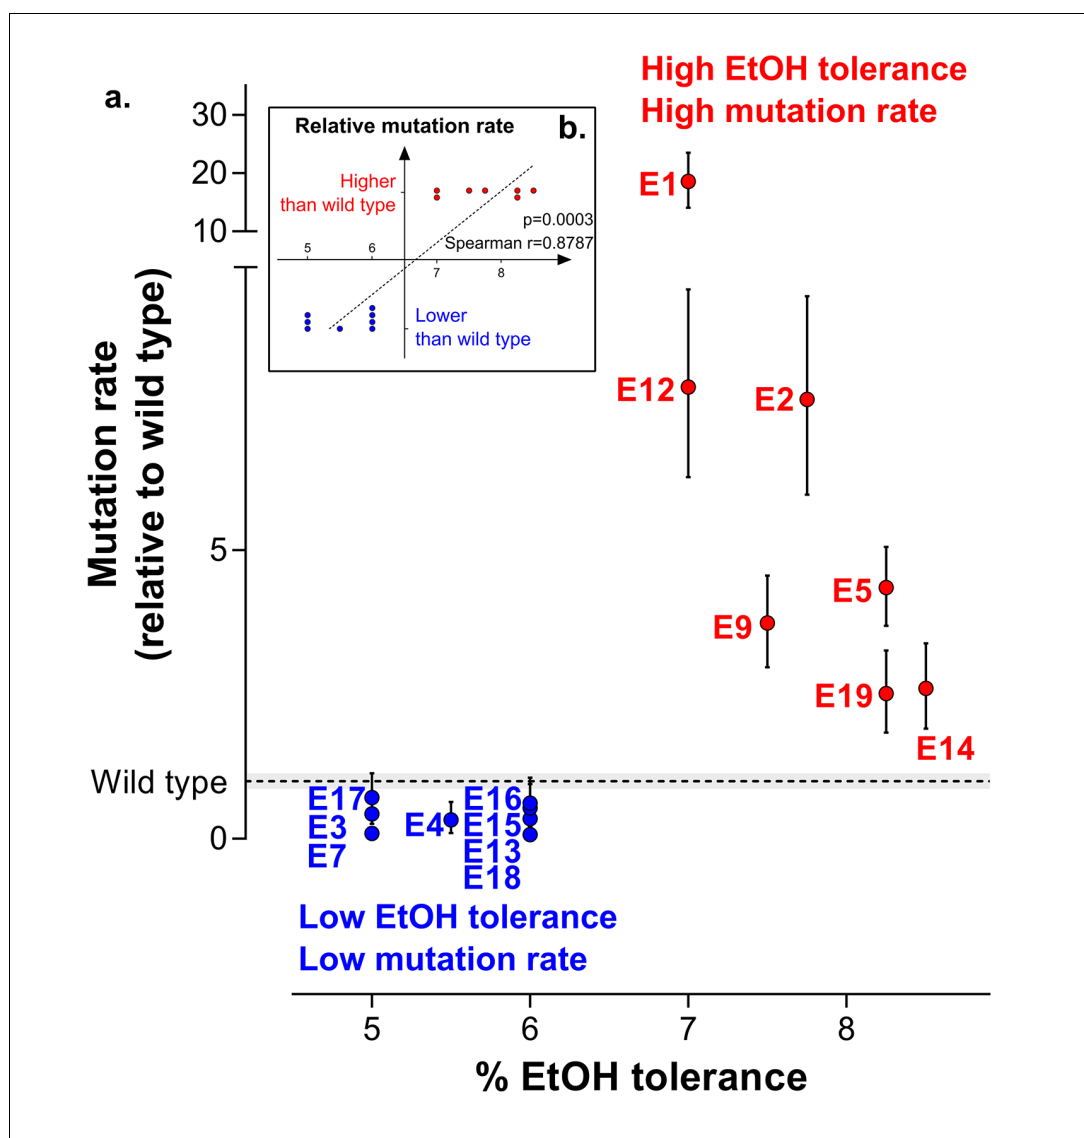 a.
High EtOH tolerance
High mutation rate
30
20
10
5
0
Wild type
Mutation rate
(relative to wild type)
b.
Relative mutation rate
Higher
than wild type
p=0.0003
Spearman r=0.8787
5
6
7
8
Lower
than wild type
E1
E12
E2
E5
E9
E19
E14
E17
E3
E7
E4
E16
E15
E13
E18
Low EtOH tolerance
Low mutation rate
5
6
7
8
% EtOH tolerance